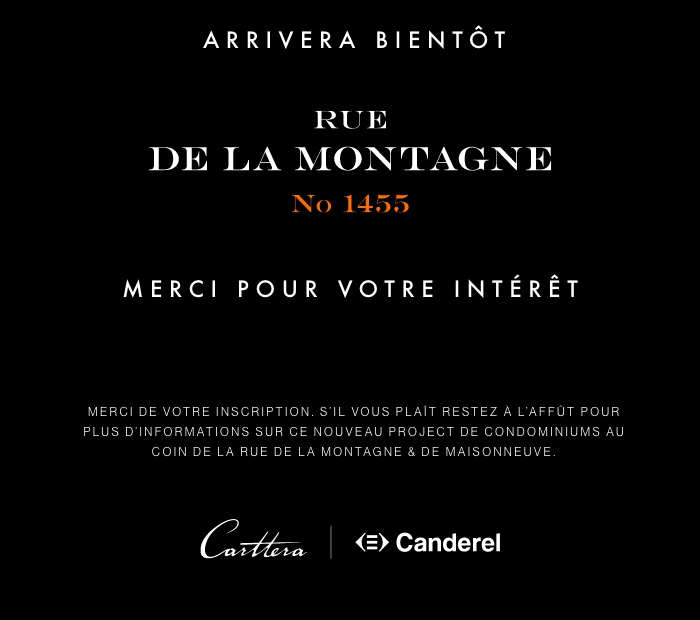 ARRIVERA BIENTÔT
RUE
DE LA MONTAGNE
No 1455
MERCI POUR VOTRE INTÉRÊT
MERCI DE VOTRE INSCRIPTION. S'IL VOUS PLAÎT RESTEZ À L'AFFÛT POUR
PLUS D'INFORMATIONS SUR CE NOUVEAU PROJECT DE CONDOMINIUMS AU
COIN DE LA RUE DE LA MONTAGNE & DE MAISONNEUVE.
Carttera
Canderel